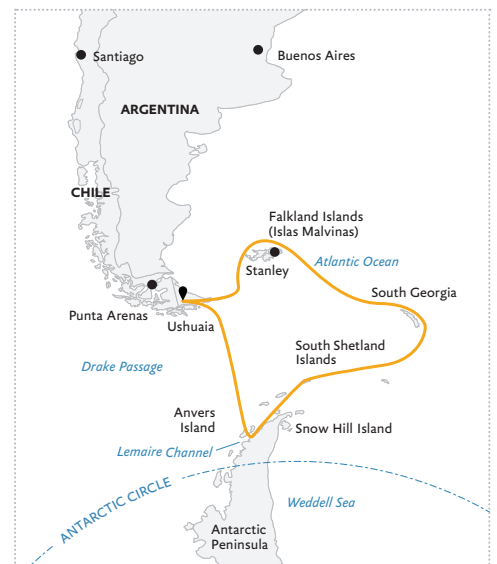 Santiago
Buenos Aires
ARGENTINA
CHILE
Falkland Islands
(Islas Malvinas)
Stanley
Atlantic Ocean
South Georgia
Punta Arenas
Ushuaia
South Shetland
Islands
Drake Passage
Anvers
Island
Snow Hill Island
Lemaire Channel
ANTARCTIC CIRCLE
Weddell Sea
Antarctic
Peninsula